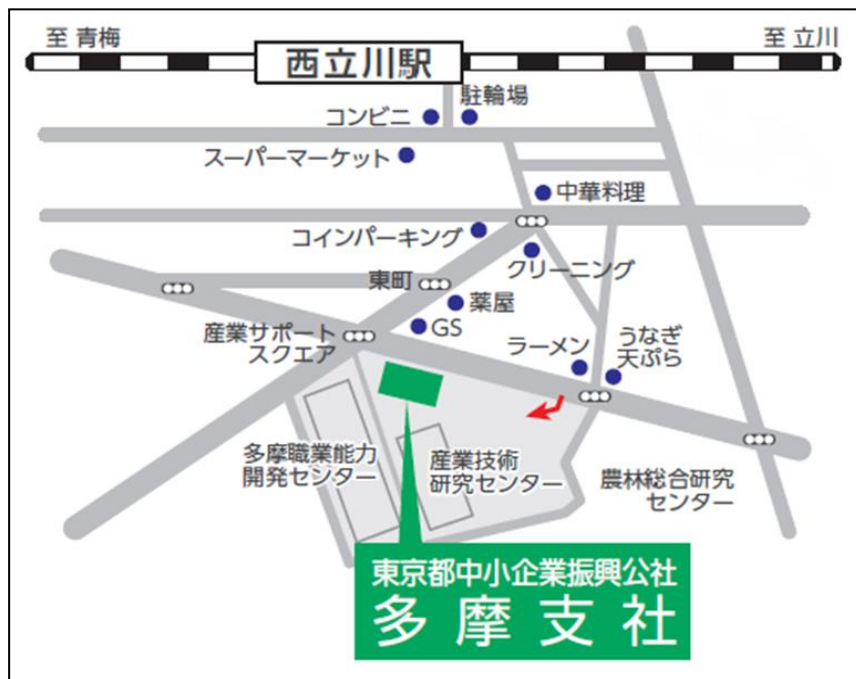 至 青梅
至 立川
西立川駅
駐輪場
コンビニ
スーパーマーケット
中華料理
コインパーキング
クリーニング
東町
薬屋
GS
産業サポート
スクエア
ラーメン
うなぎ
天ぷら
多摩職業能力
開発センター
産業技術
研究センター
農林総合研究
センター
東京都中小企業振興公社
多摩支社